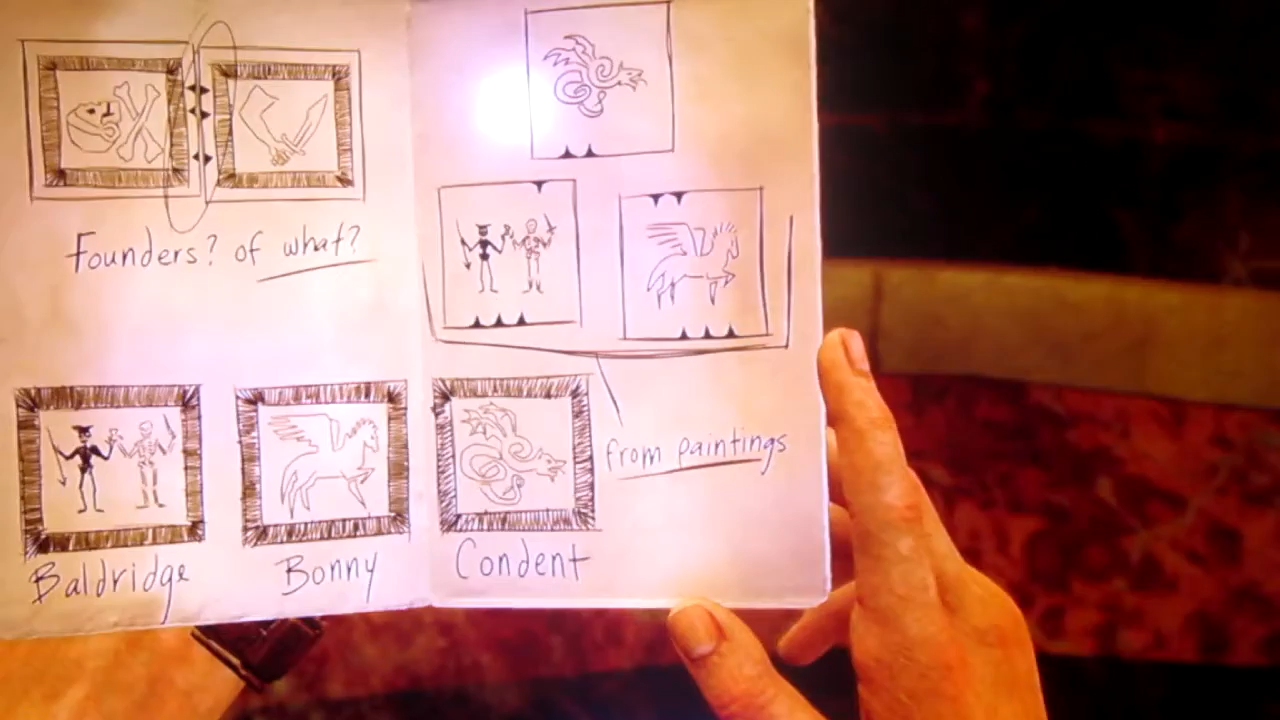 Founders? of what?
from paintings
Baldridge
Bonny
Condent